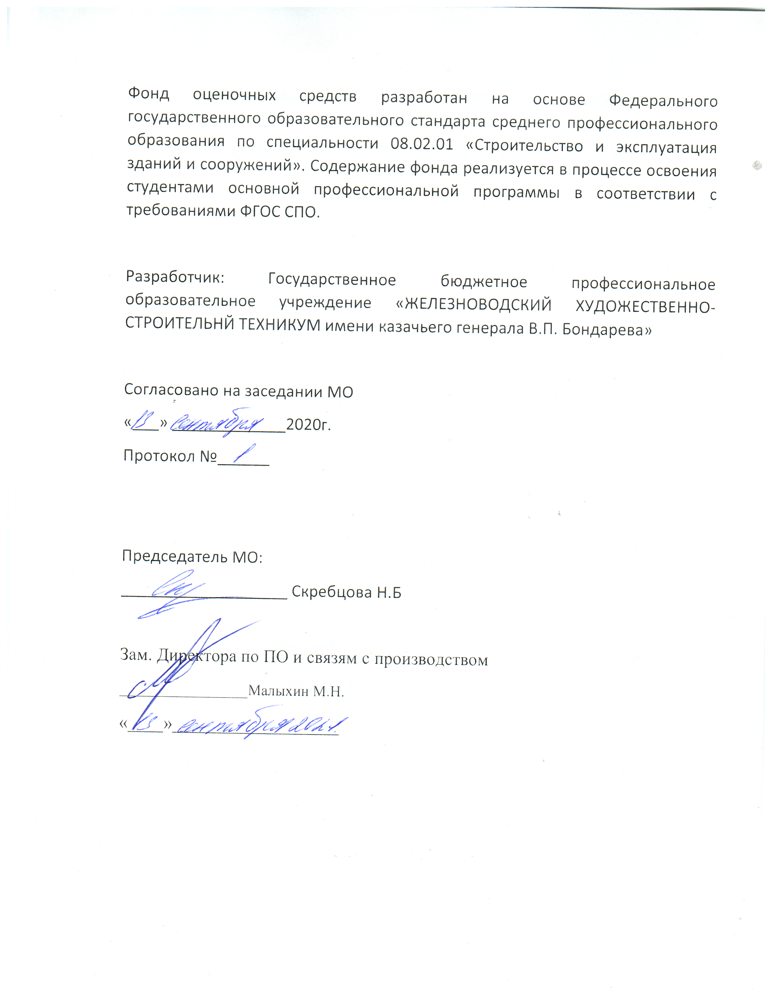 Фонд оценочных средств разработан на основе Федерального
государственного образовательного стандарта среднего профессионального
образования по специальности 08.02.01 «Строительство и эксплуатация
зданий и сооружений». Содержание фонда реализуется в процессе освоения
студентами основной профессиональной программы в соответствии с
требованиями ФГОС СПО.
Разработчик: Государственное бюджетное профессиональное
образовательное учреждение «ЖЕЛЕЗНОВОДСКИЙ ХУДОЖЕСТВЕННО-
СТРОИТЕЛЬНЙ ТЕХНИКУМ имени казачьего генерала В.П. Бондарева»
Согласовано на заседании МО
«13» сентября 2020г.
Протокол № 1
Председатель МО:
Скребцова Н.Б
Зам. Директора по ПО и связям с производством
Малыхин М.Н.
«13» сентября 2021.